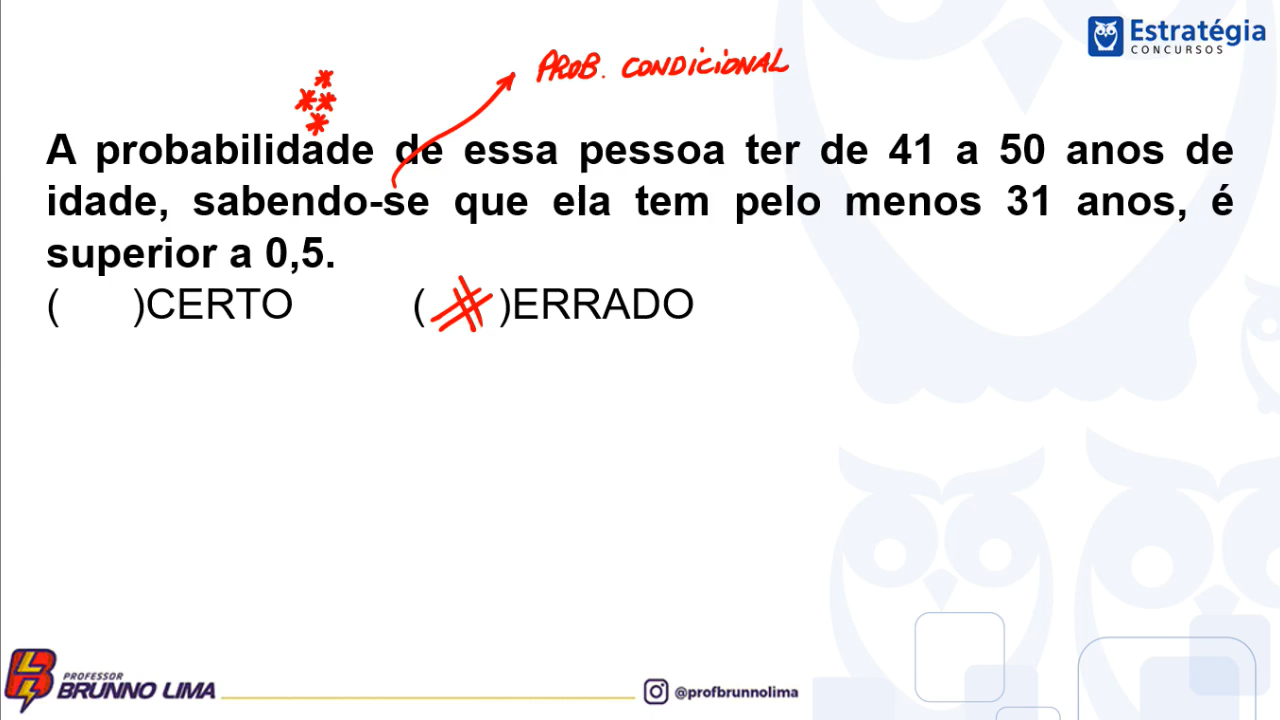 Estratégia
CONCURSOS
PROB. CONDICIONAL
A probabilidade de essa pessoa ter de 41 a 50 anos de
idade, sabendo-se que ela tem pelo menos 31 anos, é
superior a 0,5.
( )CERTO ( )ERRADO
PROFESSOR
BRUNNO LIMA
@profbrunnolima